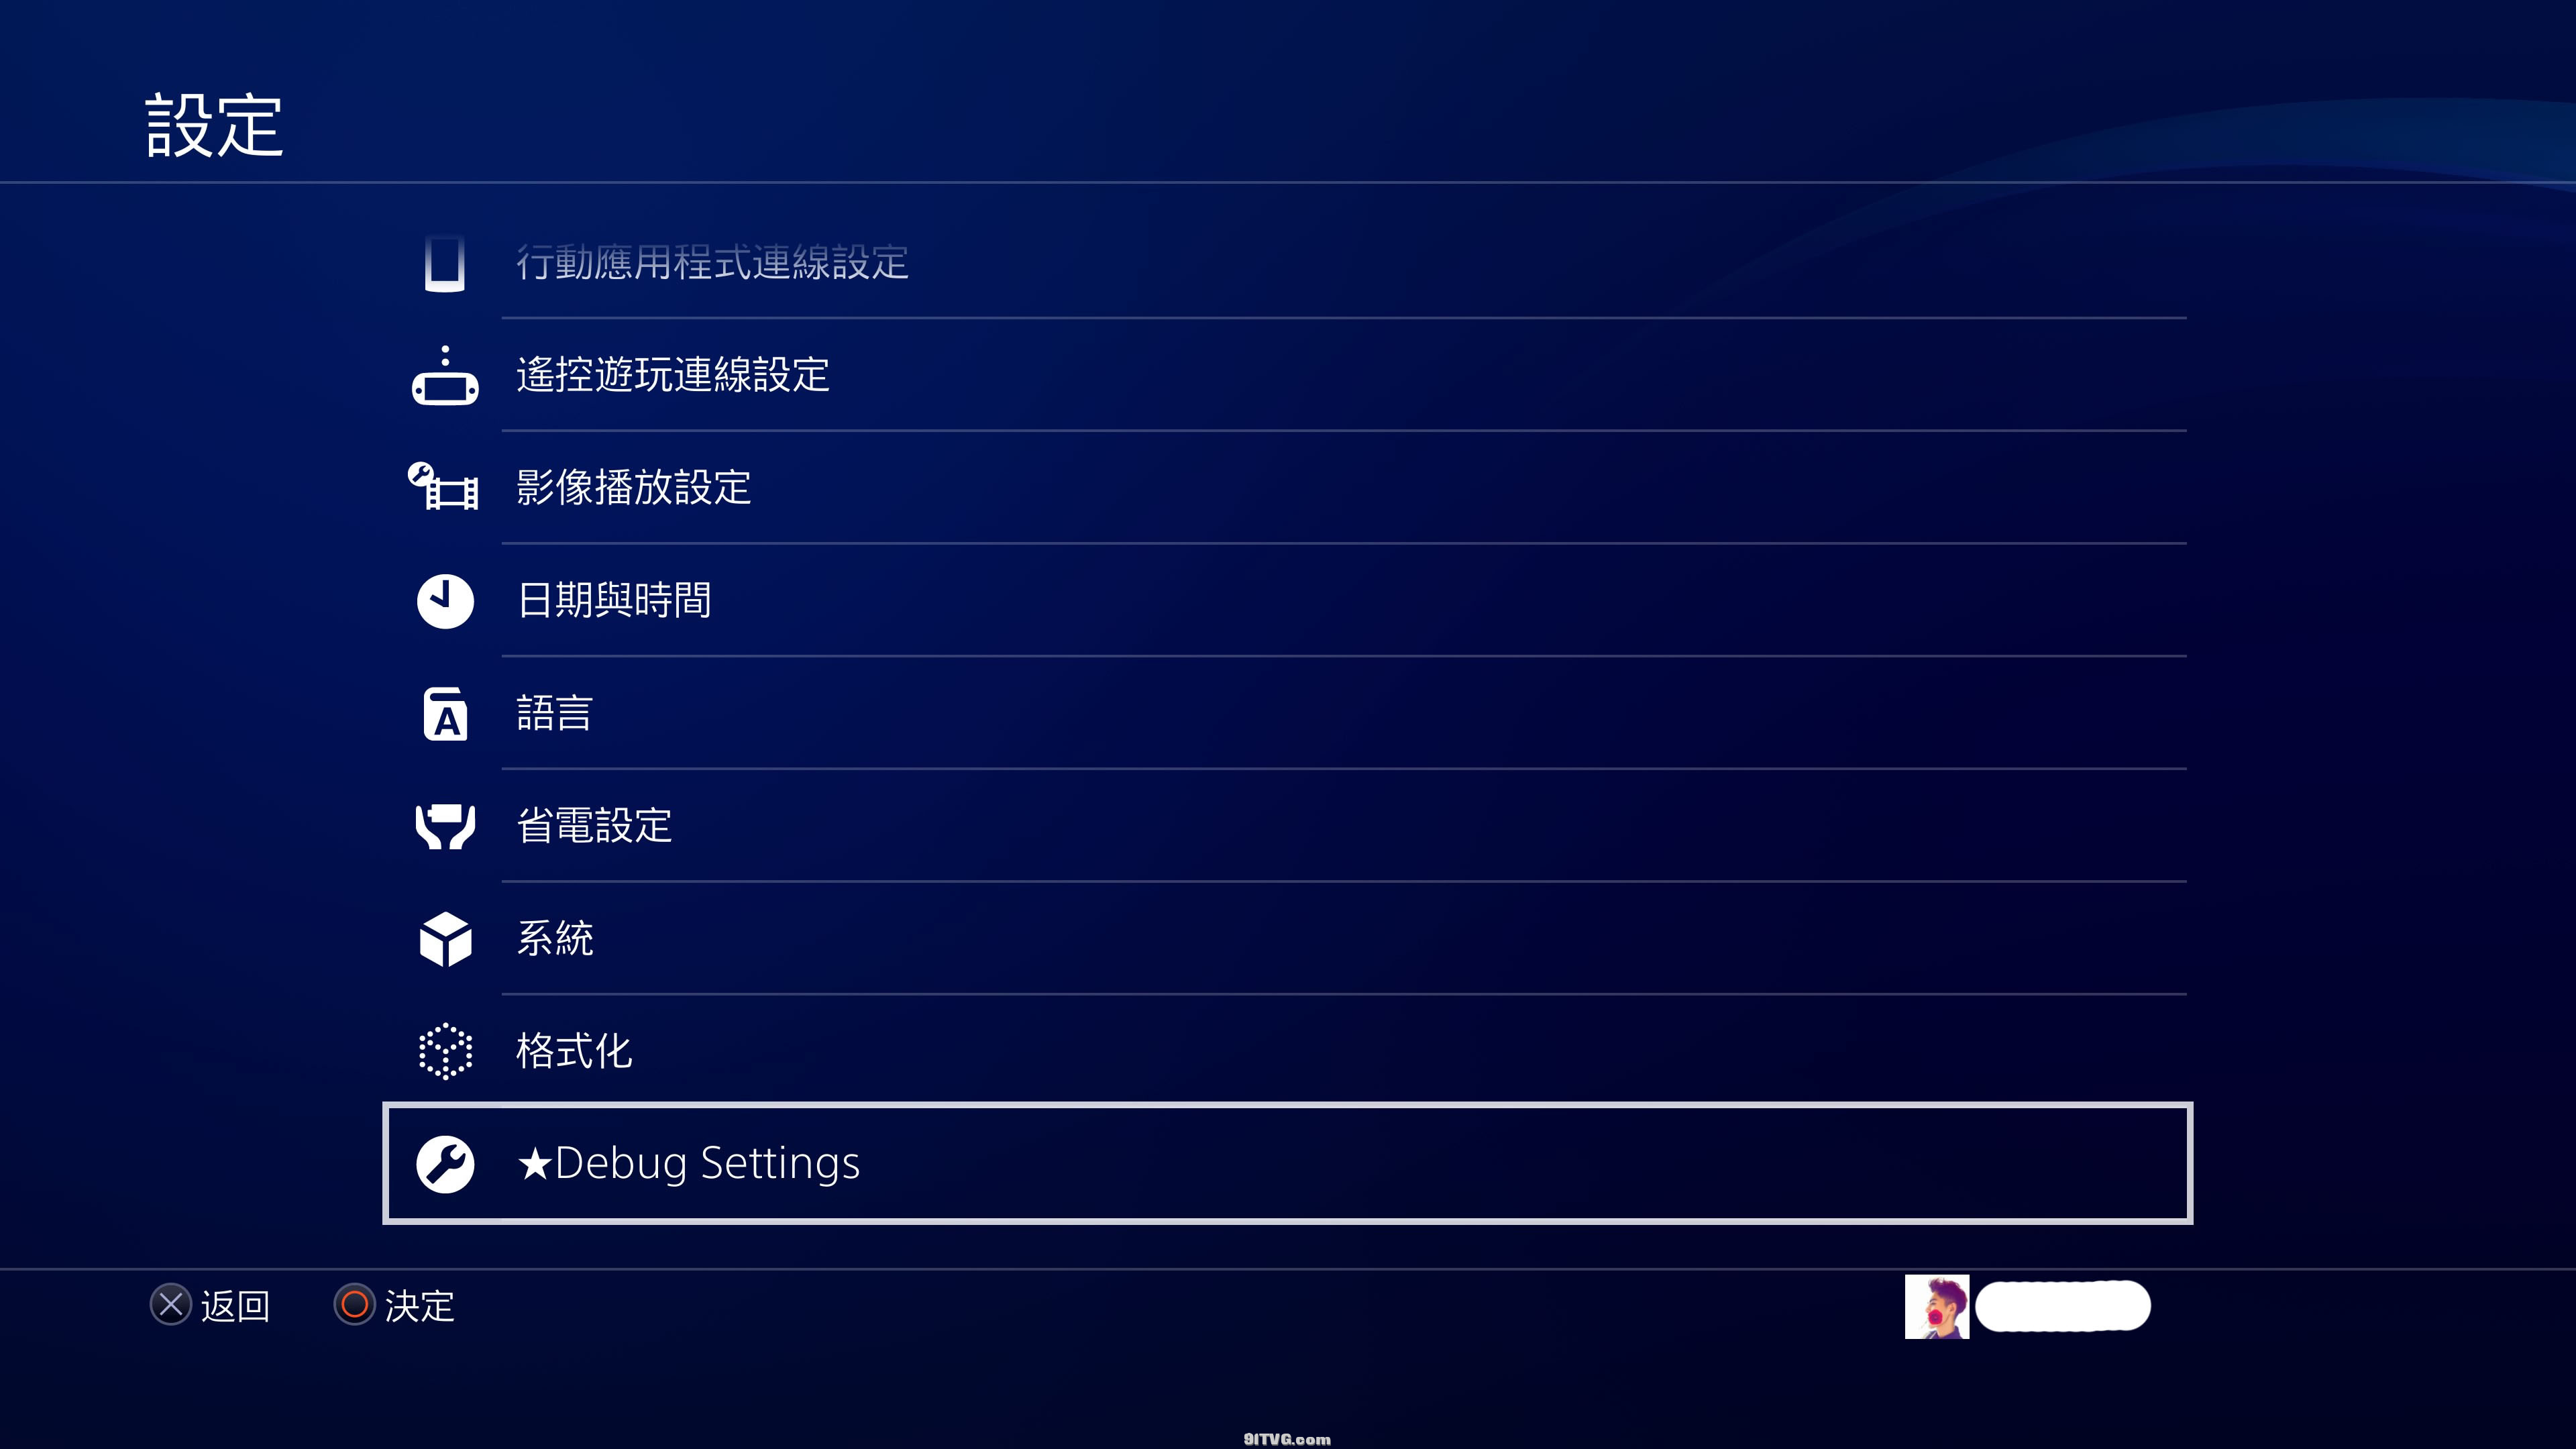 設定
行動應用程式連線設定
遙控遊玩連線設定
影像播放設定
日期與時間
語言
省電設定
系統
格式化
★Debug Settings
返回 決定
91TVG.com